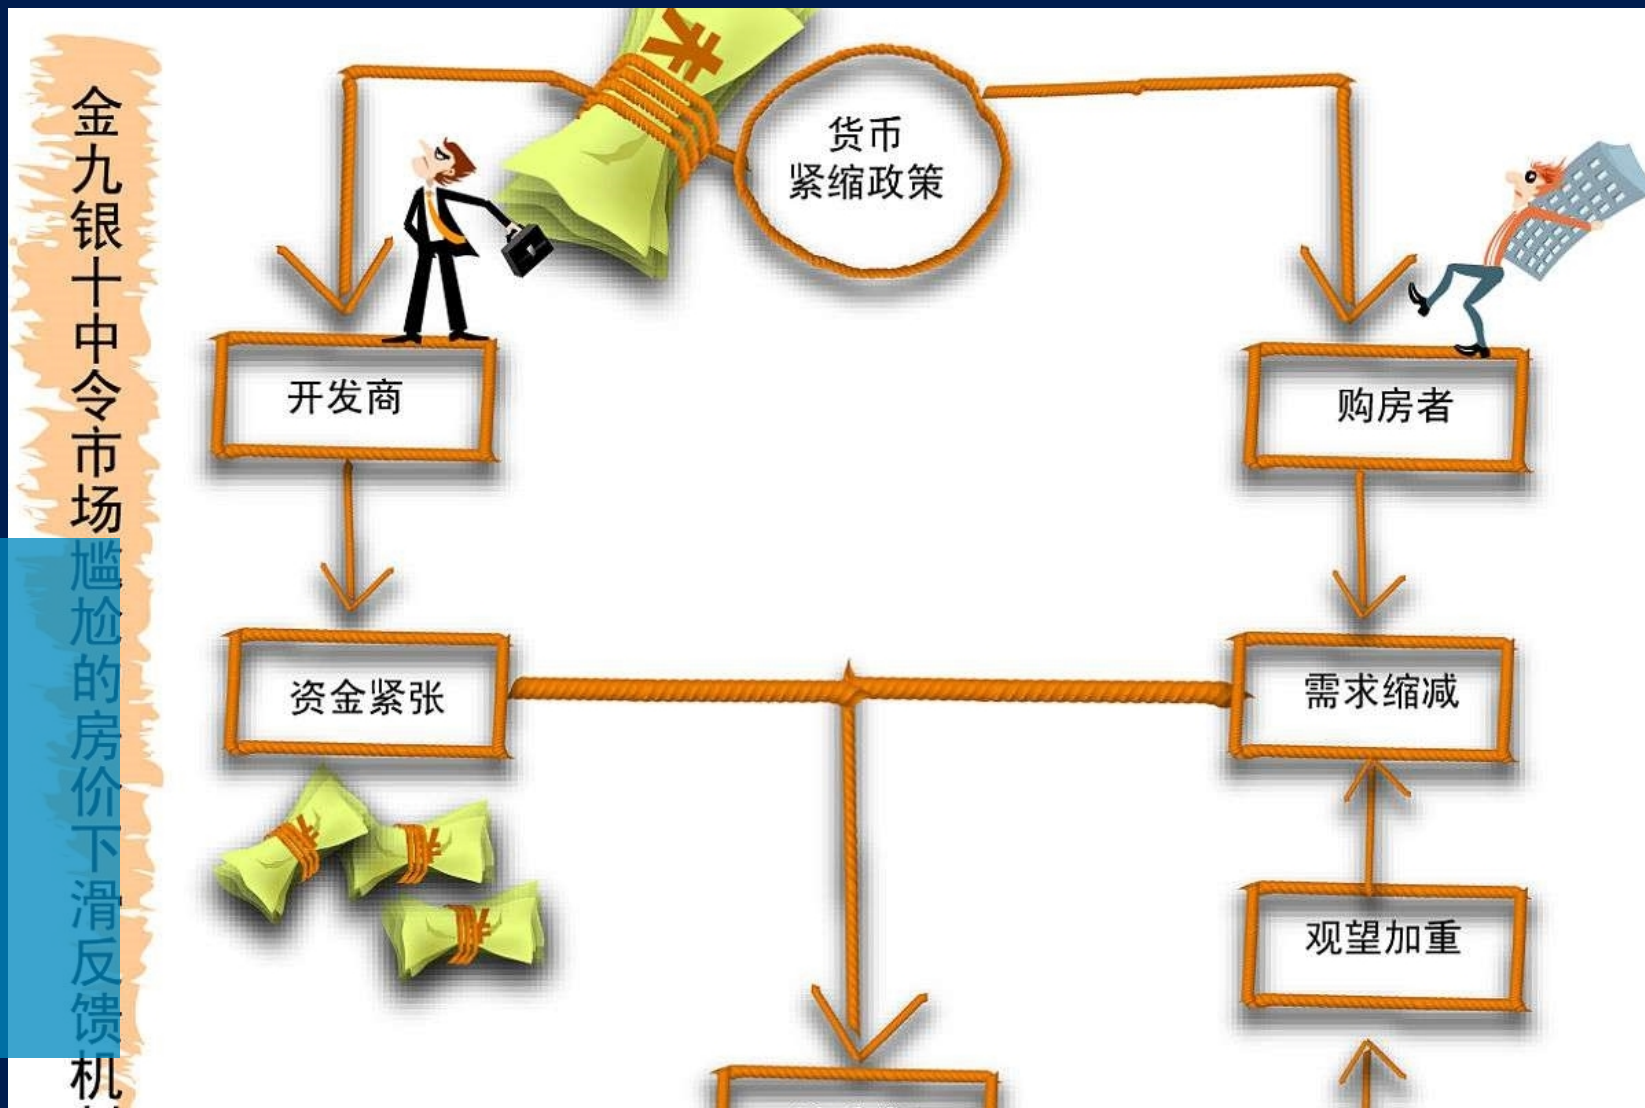 金九银十中令市场尴尬的房价下滑反馈机
货币
紧缩政策
开发商
购房者
资金紧张
需求缩减
观望加重